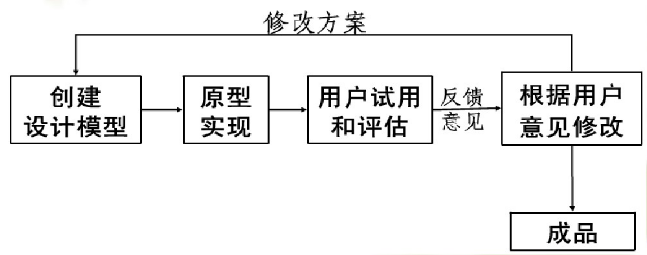 修改方案
创建
设计模型
原型
实现
用户试用
和评估
反馈
意见
根据用户
意见修改
成品